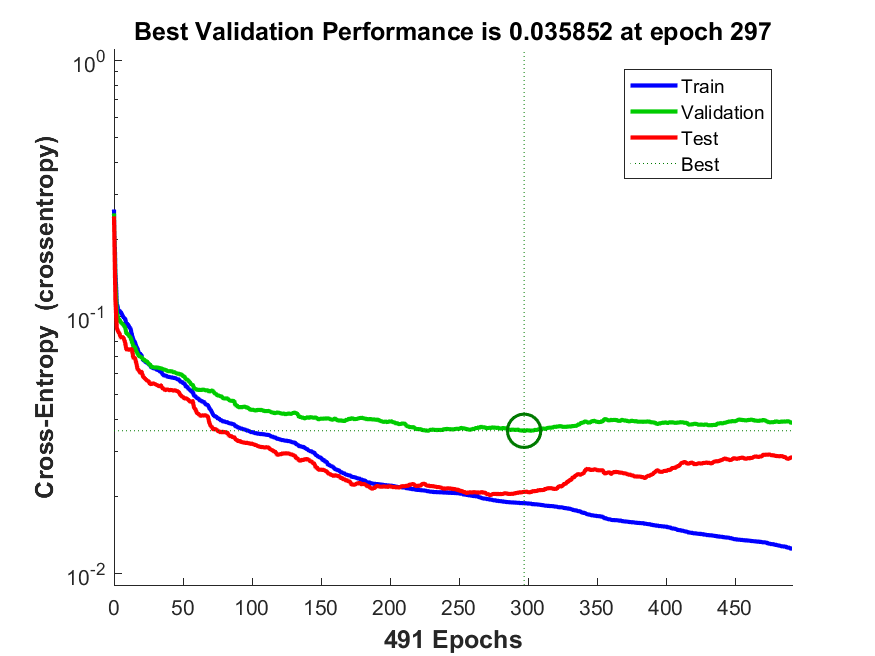 Best Validation Performance is 0.035852 at epoch 297
Cross-Entropy  (crossentropy)
10^0
10^-1
10^-2
Train
Validation
Test
Best
0 50 100 150 200 250 300 350 400 450
491 Epochs